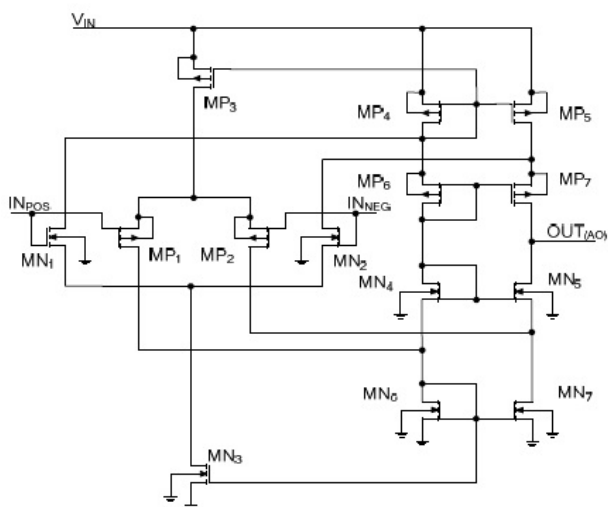 VIN
MP3
MP4
MP5
MP6
MP7
INPOS
INNEG
OUT(AO)
MN1
MP1
MP2
MN2
MN4
MN5
MN6
MN7
MN3